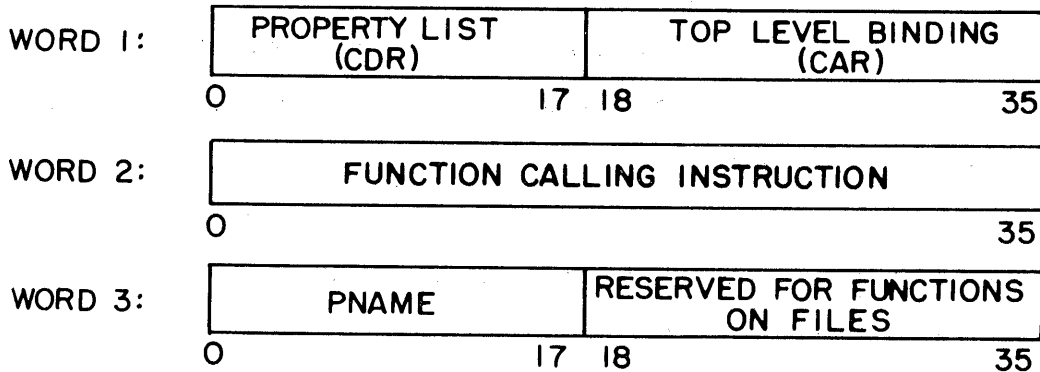 WORD 1: PROPERTY LIST (CDR) TOP LEVEL BINDING (CAR)
0 17 18 35
WORD 2: FUNCTION CALLING INSTRUCTION
0 35
WORD 3: PNAME RESERVED FOR FUNCTIONS ON FILES
0 17 18 35